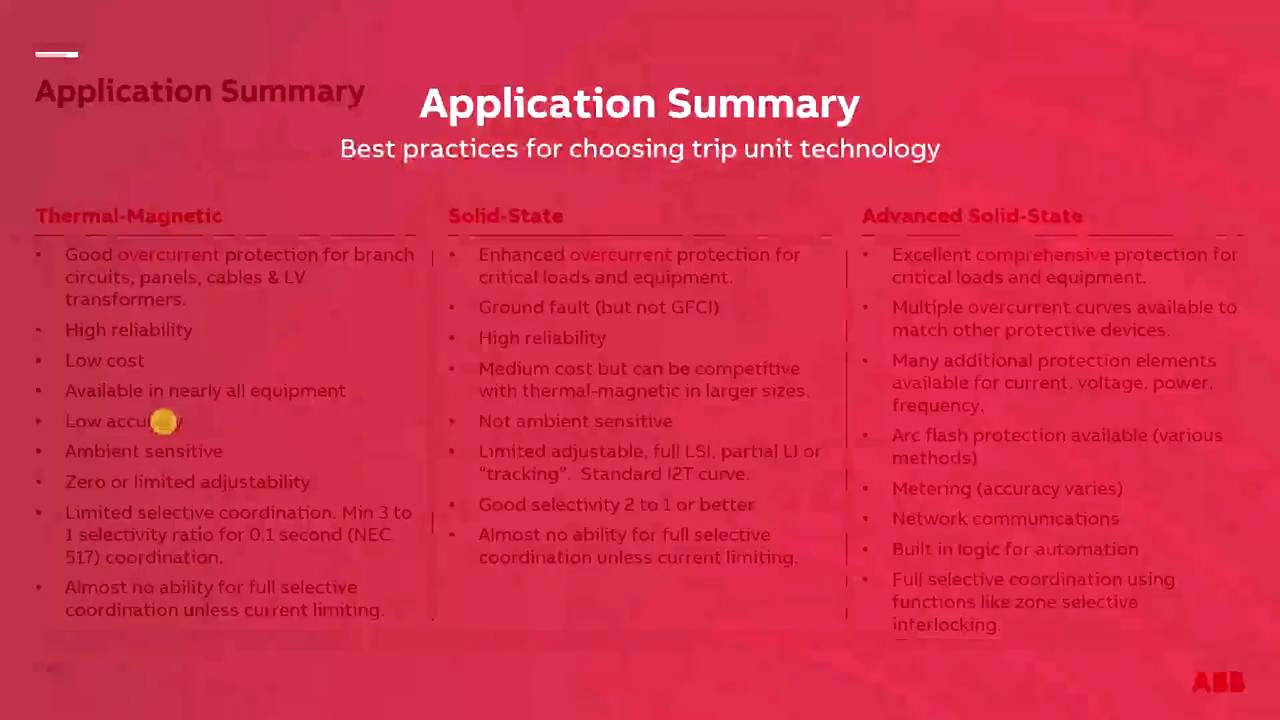 Application Summary
Application Summary
Best practices for choosing trip unit technology
Thermal-Magnetic
• Good overcurrent protection for branch
circuits, panels, cables & LV
transformers.
• High reliability
• Low cost
• Available in nearly all equipment
• Low
• Ambient sensitive
• Zero or limited adjustability
• Limited selective coordination. Min 3 to
1 selectivity ratio for 0.1 second (NEC
517) coordination.
• Almost no ability for full selective
coordination unless current limiting.
Solid-State
• Enhanced overcurrent protection for
critical loads and equipment.
• Ground fault (but not GFCI)
• High reliability
• Medium cost but can be competitive
with thermal-magnetic in larger sizes.
• Not ambient sensitive
• Limited adjustable, full LSI, partial LI or
"tracking". Standard I2T curve.
• Good selectivity 2 to 1 or better
• Almost no ability for full selective
coordination unless current limiting.
Advanced Solid-State
• Excellent comprehensive protection for
critical loads and equipment.
• Multiple overcurrent curves available to
match other protective devices.
• Many additional protection elements
available for current, voltage, power,
frequency.
• Arc flash protection available (various
methods)
• Metering (accuracy varies)
• Network communications
• Built in logic for automation
• Full selective coordination using
functions like zone selective
interlocking.
ABB